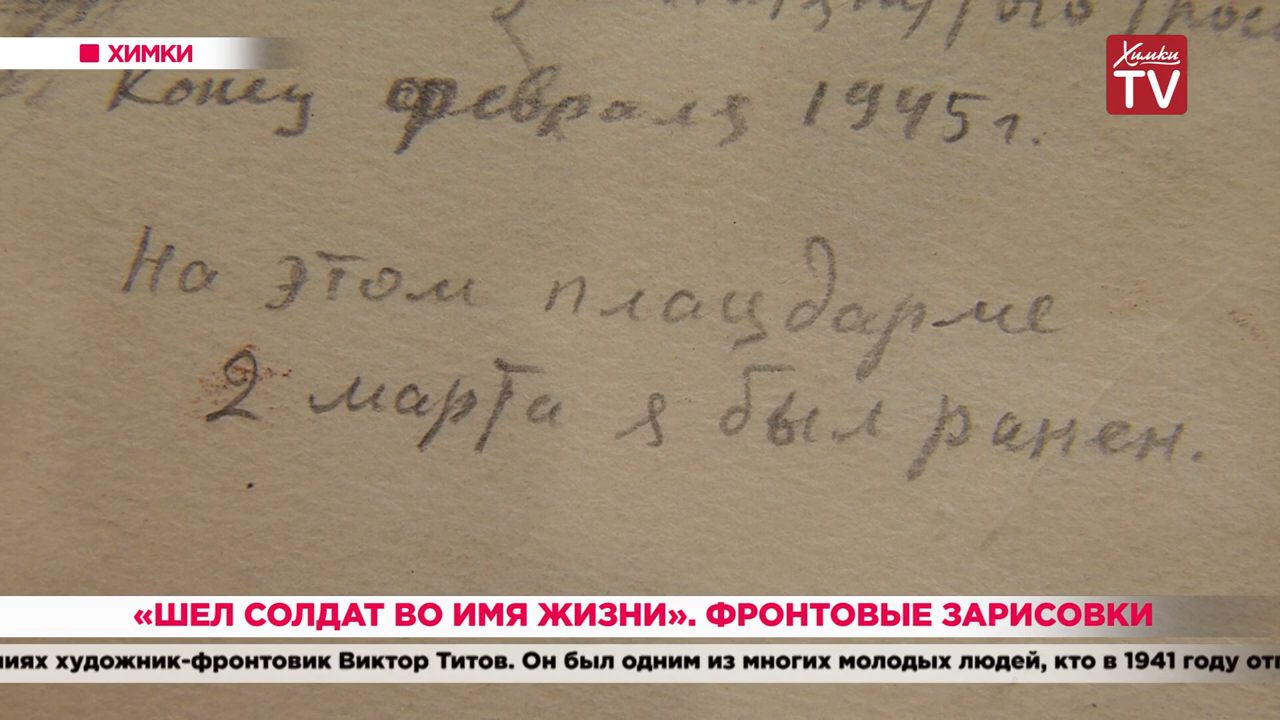 ХИМКИ
Химки
TV
Конец февраля 1945 г.
На этом плацдарме
2 марта я был ранен.
«ШЕЛ СОЛДАТ ВО ИМЯ ЖИЗНИ». ФРОНТОВЫЕ ЗАРИСОВКИ
художник-фронтовик Виктор Титов. Он был одним из многих молодых людей, кто в 1941 году